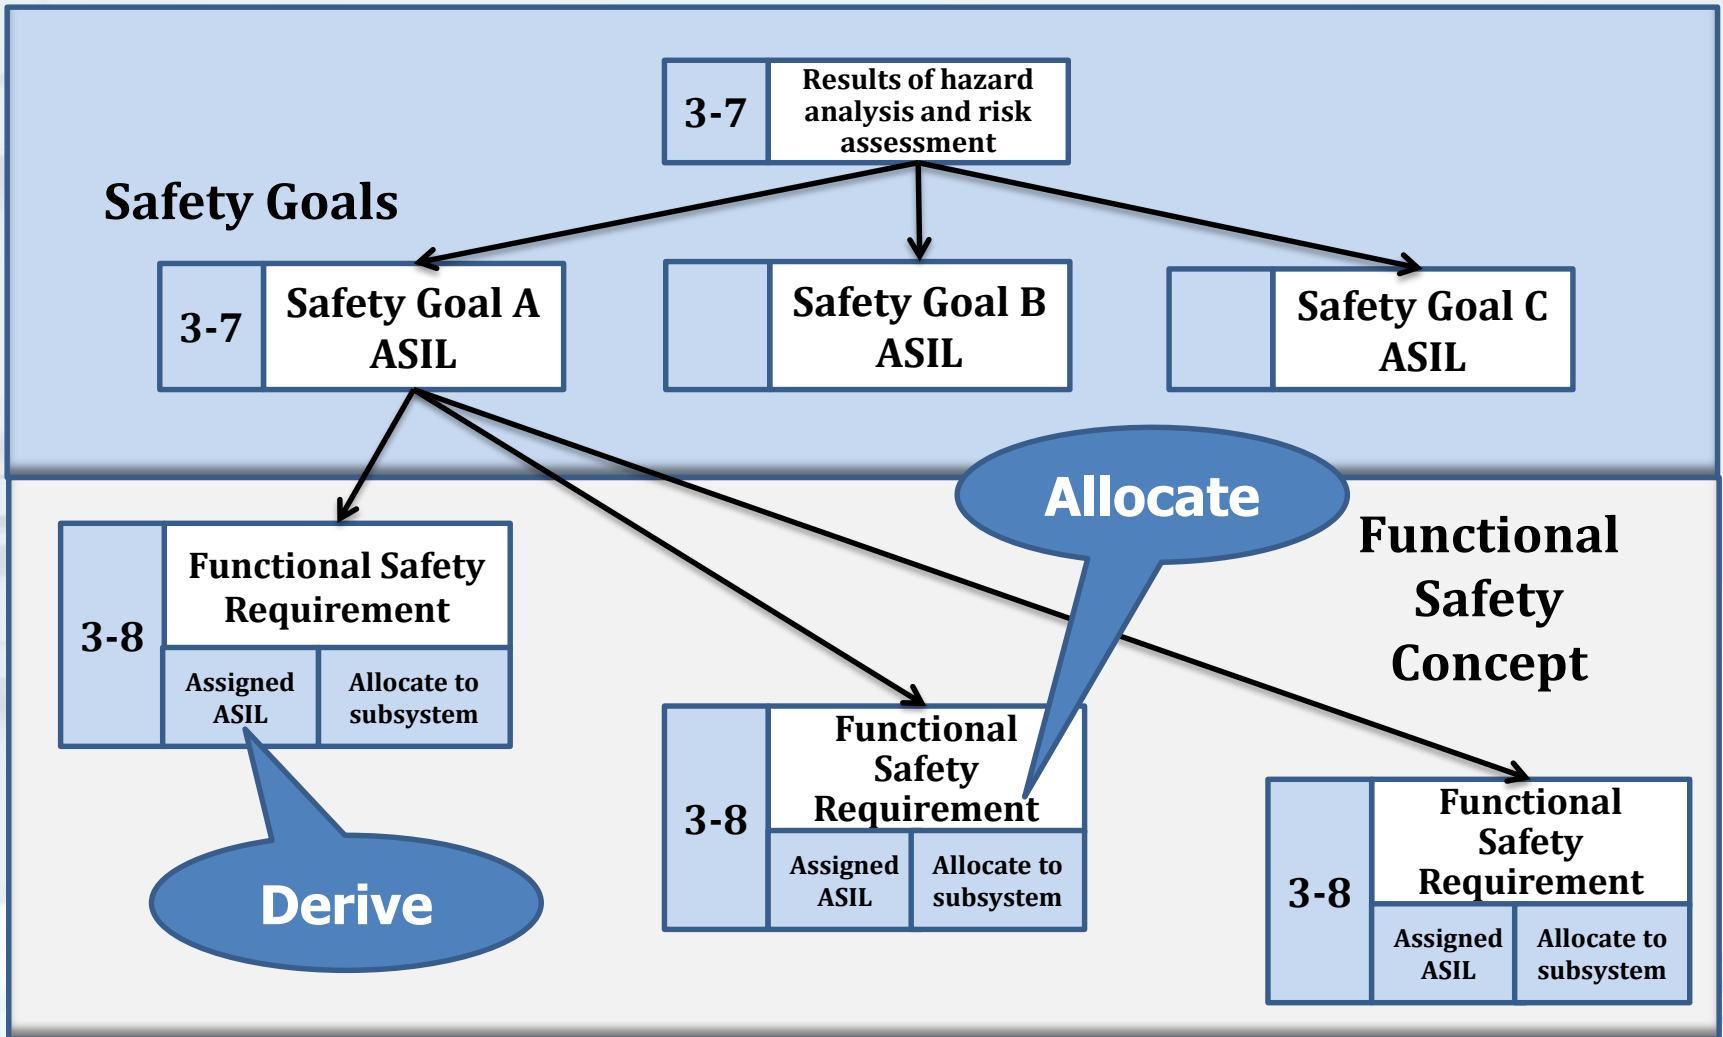 3-7
Results of hazard
analysis and risk
assessment
Safety Goals
3-7
Safety Goal A
ASIL
Safety Goal B
ASIL
Safety Goal C
ASIL
Allocate
Functional
Safety
Concept
3-8
Functional Safety
Requirement
Assigned
ASIL
Allocate to
subsystem
Derive
3-8
Functional
Safety
Requirement
Assigned
ASIL
Allocate to
subsystem
3-8
Functional
Safety
Requirement
Assigned
ASIL
Allocate to
subsystem